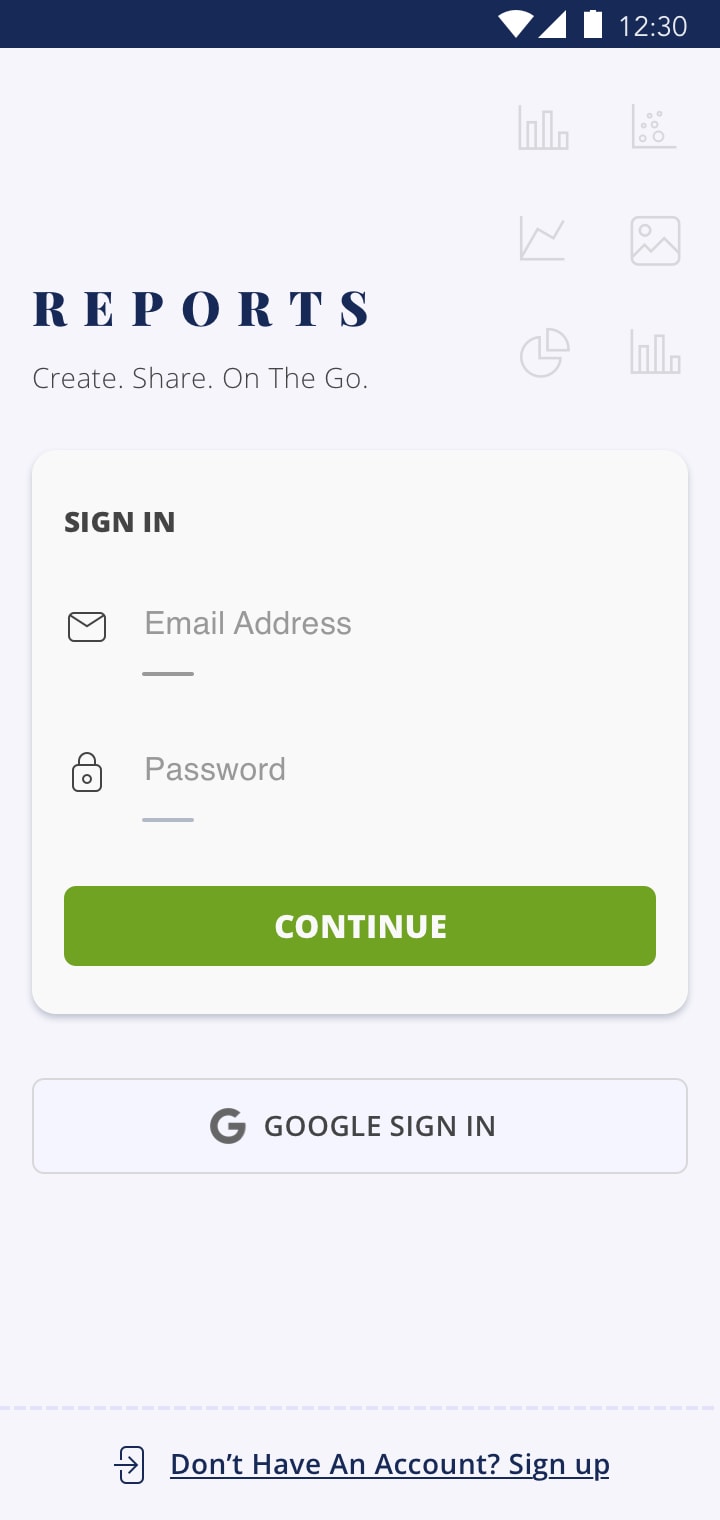 12:30
REPORTS
Create. Share. On The Go.
SIGN IN
Email Address
Password
CONTINUE
GOOGLE SIGN IN
Don’t Have An Account? Sign up